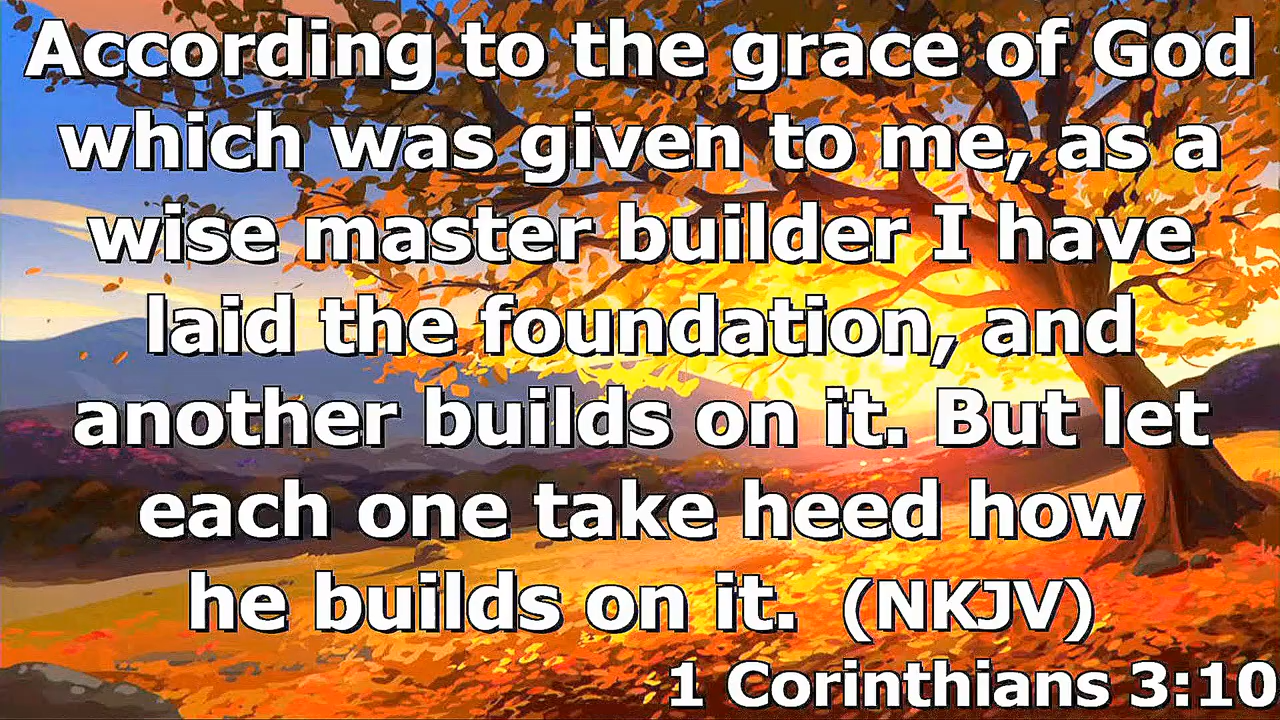 According to the grace of God
which was given to me, as a
wise master builder I have
laid the foundation, and
another builds on it. But let
each one take heed how
he builds on it.  (NKJV)
1 Corinthians 3:10